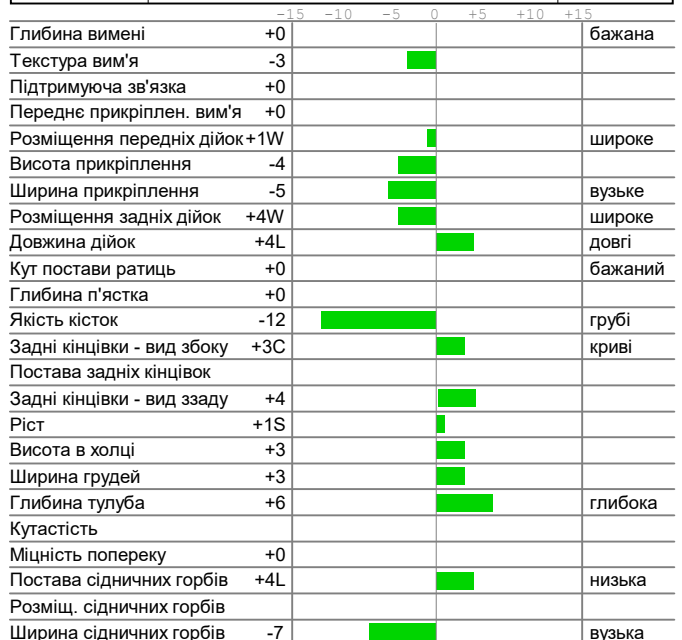 -15 -10 -5 0 +5 +10 +15
Глибина вимені +0 бажана
Текстура вим'я -3
Підтримуюча зв'язка +0
Переднє прикріплен. вим'я +0
Розміщення передніх дійок +1W широке
Висота прикріплення -4
Ширина прикріплення -5 вузьке
Розміщення задніх дійок +4W широке
Довжина дійок +4L довгі
Кут постави ратиць +0 бажаний
Глибина п'ястка +0
Якість кісток -12 грубі
Задні кінцівки - вид збоку +3C криві
Постава задніх кінцівок
Задні кінцівки - вид ззаду +4
Ріст +1S
Висота в холці +3
Ширина грудей +3
Глибина тулуба +6 глибока
Кутастість
Міцність попереку +0
Постава сідничних горбів +4L низька
Розміщ. сідничних горбів
Ширина сідничних горбів -7 вузька